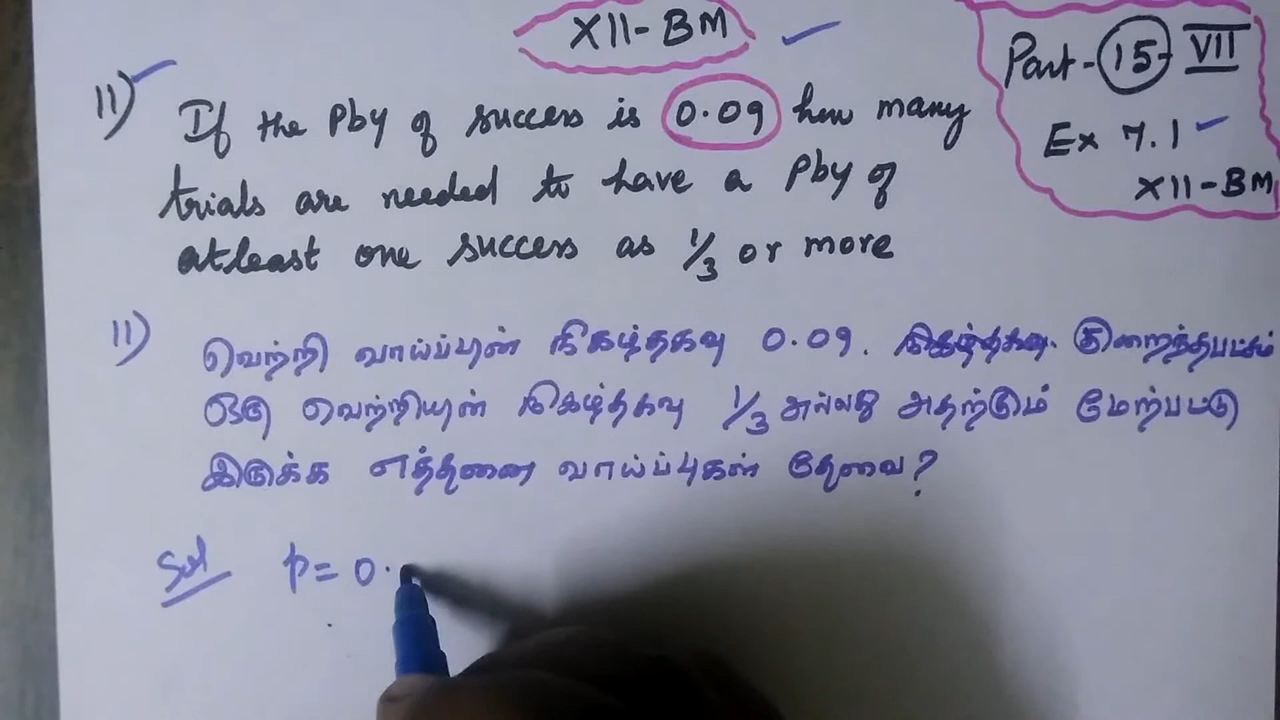 XII-BM
Part-15-VII
Ex 7.1
XII-BM
11) If the Pby of success is 0.09 how many
trials are needed to have a Pby of
atleast one success as 1/3 or more
11) வெற்றி வாய்ப்புன் நிகழ்தகவு 0.09. நிகழ்தகவு. குறைந்தபட்சம்
ஒரு வெற்றியுன் நிகழ்தகவு 1/3 அல்லது அதற்கும் மேற்பட்டு
இருக்க எத்தனை வாய்ப்புகள் தேவை?
Sol p= 0.